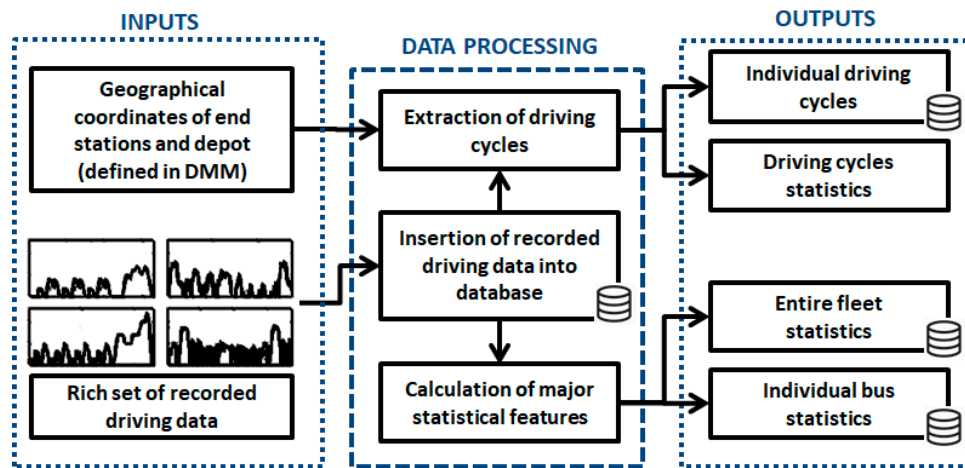 INPUTS
Geographical
coordinates of end
stations and depot
(defined in DMM)
Rich set of recorded
driving data
DATA PROCESSING
Extraction of driving
cycles
Insertion of recorded
driving data into
database
Calculation of major
statistical features
OUTPUTS
Individual driving
cycles
Driving cycles
statistics
Entire fleet
statistics
Individual bus
statistics